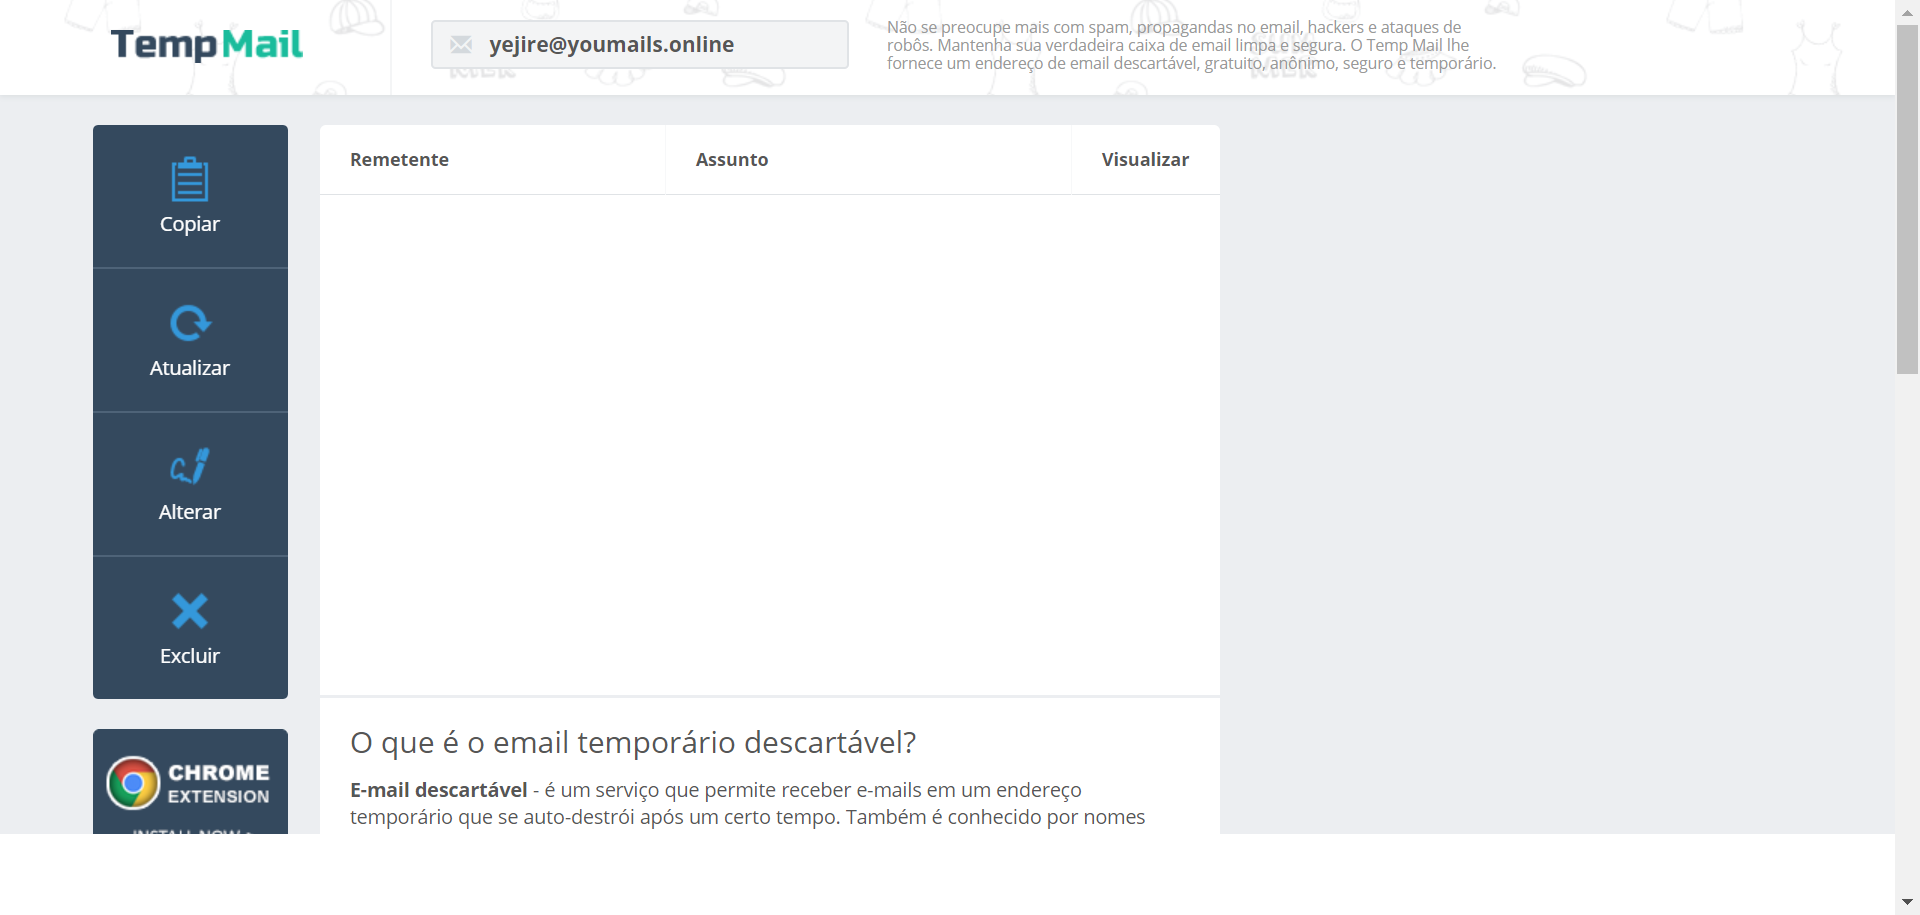 TempMail
yejire@youmails.online
Não se preocupe mais com spam, propagandas no email, hackers e ataques de
robôs. Mantenha sua verdadeira caixa de email limpa e segura. O Temp Mail lhe
fornece um endereço de email descartável, gratuito, anônimo, seguro e temporário.
Copiar
Atualizar
Alterar
Excluir
CHROME
EXTENSION
INSTALL NOW
Remetente
Assunto
Visualizar
O que é o email temporário descartável?
E-mail descartável - é um serviço que permite receber e-mails em um endereço
temporário que se auto-destrói após um certo tempo. Também é conhecido por nomes